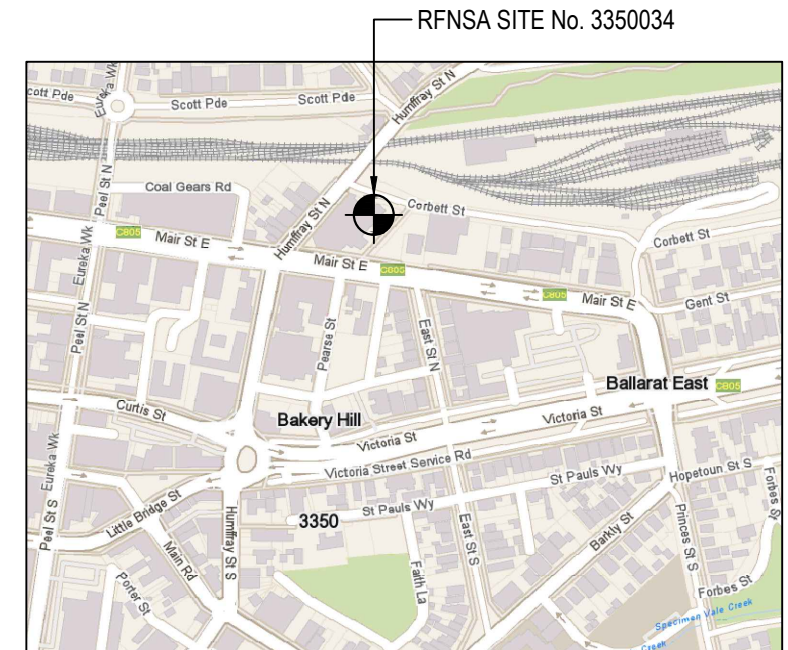 RFNSA SITE No. 3350034
cott Pde
Scott Pde
Scott Pde
Humffray St N
Coal Gears Rd
Peel St N
Corbett St
Corbett St
C805
Mair St E
Humffray St N
Eureka Wk
Mair St E
C805
C805
Mair St E
Gent St
Peel St N
Pearse St
East St N
Ballarat East
C805
Curtis St
Bakery Hill
Victoria St
Victoria St
Eureka Wk
Victoria Street Service Rd
St Pauls Wy
Hopetoun St S
Forbes St
Peel St S
Little Bridge St
Humffray St S
3350
St Pauls Wy
East St S
Barkly St
Princes St S
Main Rd
Faith La
Porter St
Forbes St
Specimen Vale Creek
Creek